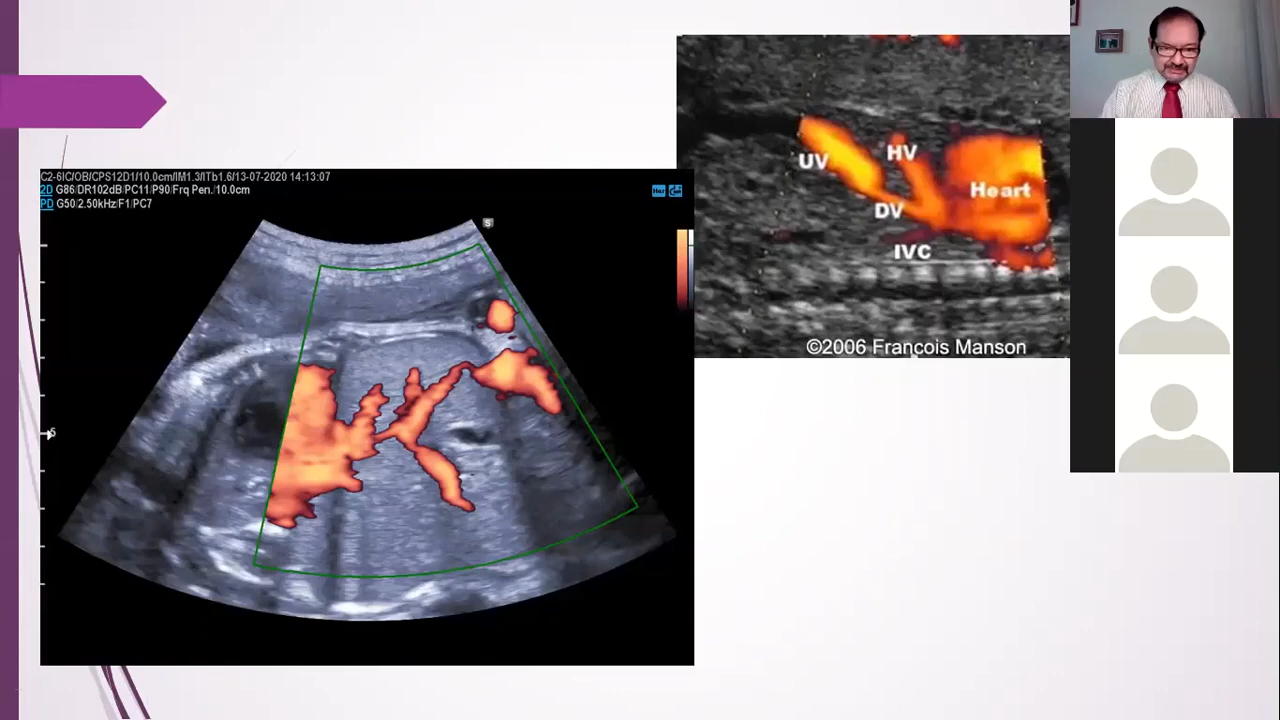 C2-6IC/OB/CPS12D1/10.0cm/IM1.3/ITb1.6/13-07-2020 14:13:07
2D G86/DR102dB/PC11/P90/Frq Pen./10.0cm
PD G50/2.50kHz/F1/PC7
S
5
UV
HV
Heart
DV
IVC
©2006 François Manson